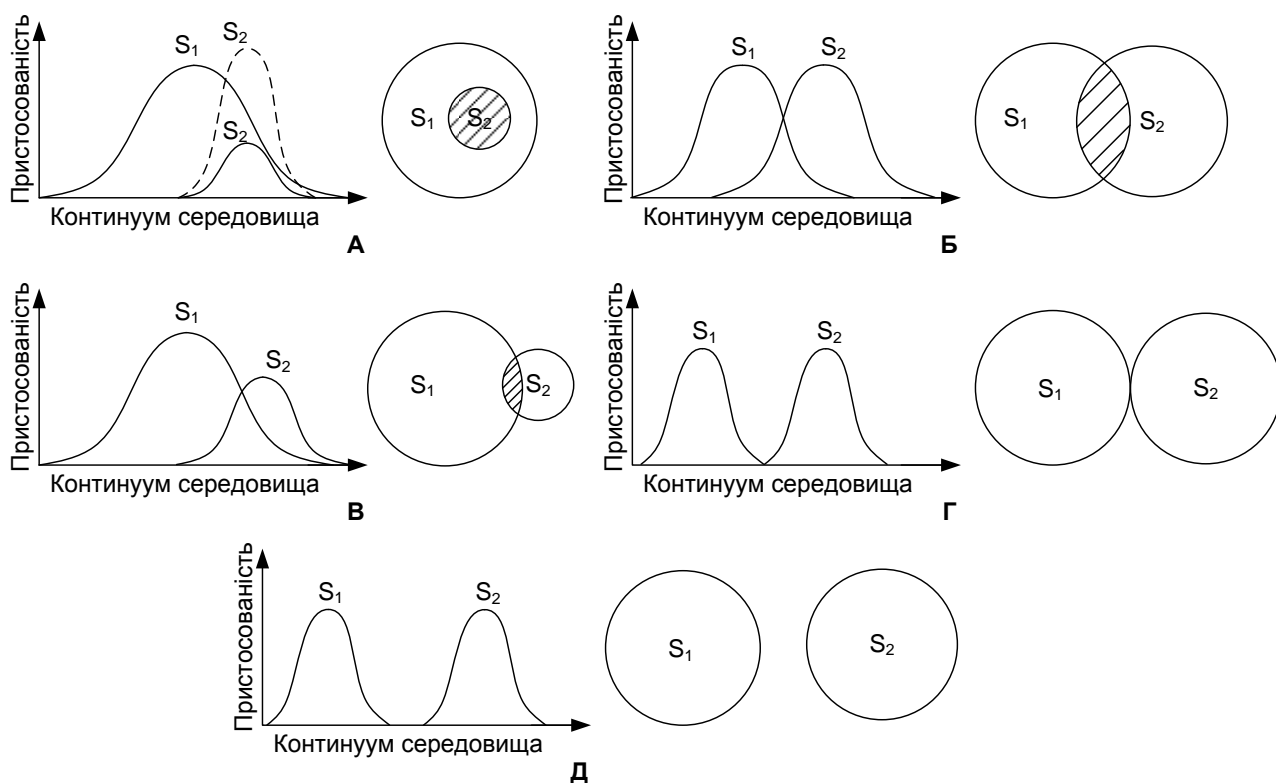 Пристосованість
S₁
S₂
S₂
Континуум середовища
S₁
S₂
А
Пристосованість
S₁
S₂
Континуум середовища
S₁
S₂
Б
Пристосованість
S₁
S₂
Континуум середовища
S₁
S₂
В
Пристосованість
S₁
S₂
Континуум середовища
S₁
S₂
Г
Пристосованість
S₁
S₂
Континуум середовища
S₁
S₂
Д